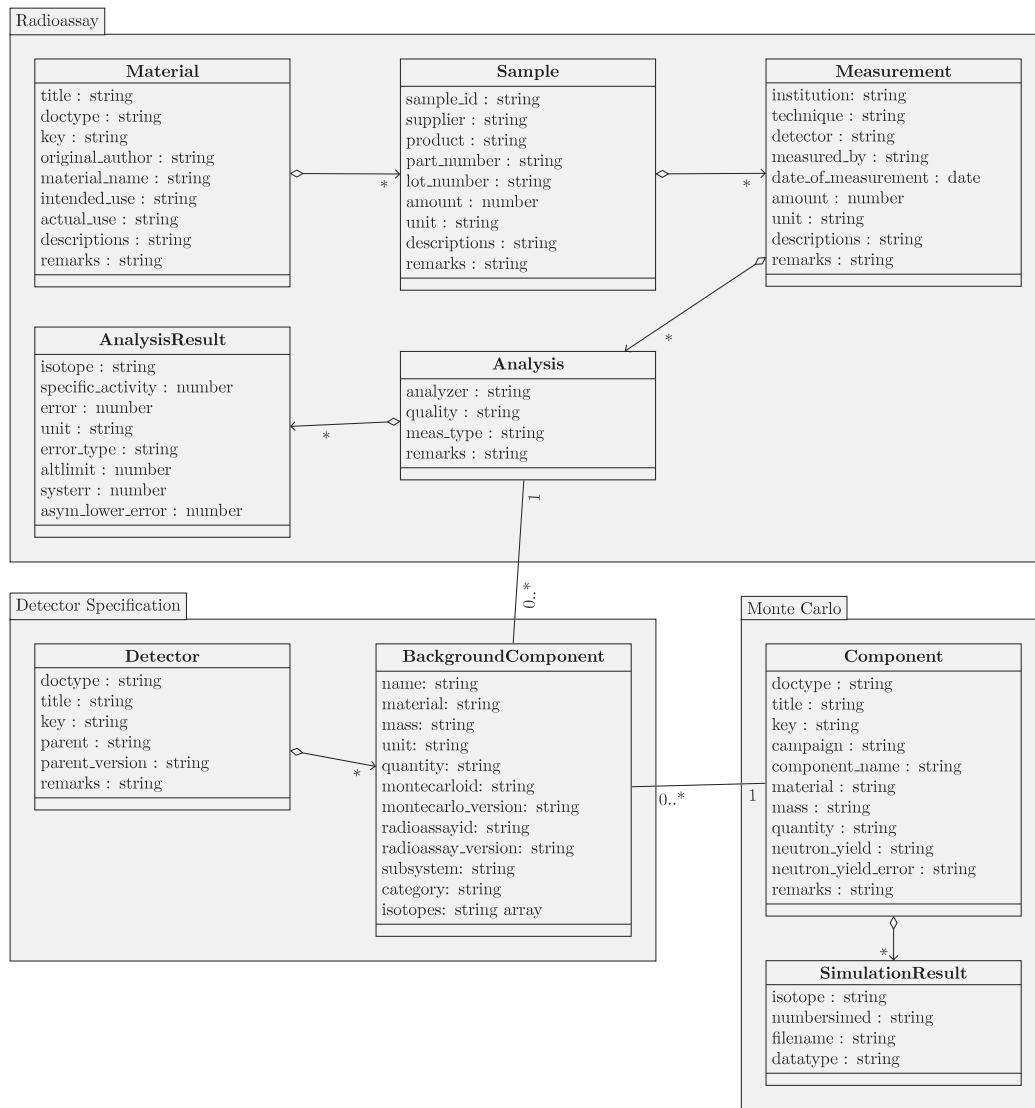 Radioassay
Material
title : string
doctype : string
key : string
original_author : string
material_name : string
intended_use : string
actual_use : string
descriptions : string
remarks : string
*
Sample
sample_id : string
supplier : string
product : string
part_number : string
lot_number : string
amount : number
unit : string
descriptions : string
remarks : string
*
Measurement
institution: string
technique : string
detector : string
measured_by : string
date_of_measurement : date
amount : number
unit : string
descriptions : string
remarks : string
*
AnalysisResult
isotope : string
specific_activity : number
error : number
unit : string
error_type : string
altlimit : number
systerr : number
asym_lower_error : number
*
Analysis
analyzer : string
quality : string
meas_type : string
remarks : string
1
0..*
Detector Specification
Detector
doctype : string
title : string
key : string
parent : string
parent_version : string
remarks : string
*
BackgroundComponent
name: string
material: string
mass: string
unit: string
quantity: string
montecarloid: string
montecarlo_version: string
radioassayid: string
radioassay_version: string
subsystem: string
category: string
isotopes: string array
0..*
1
Monte Carlo
Component
doctype : string
title : string
key : string
campaign : string
component_name : string
material : string
mass : string
quantity : string
neutron_yield : string
neutron_yield_error : string
remarks : string
*
SimulationResult
isotope : string
numbersimed : string
filename : string
datatype : string